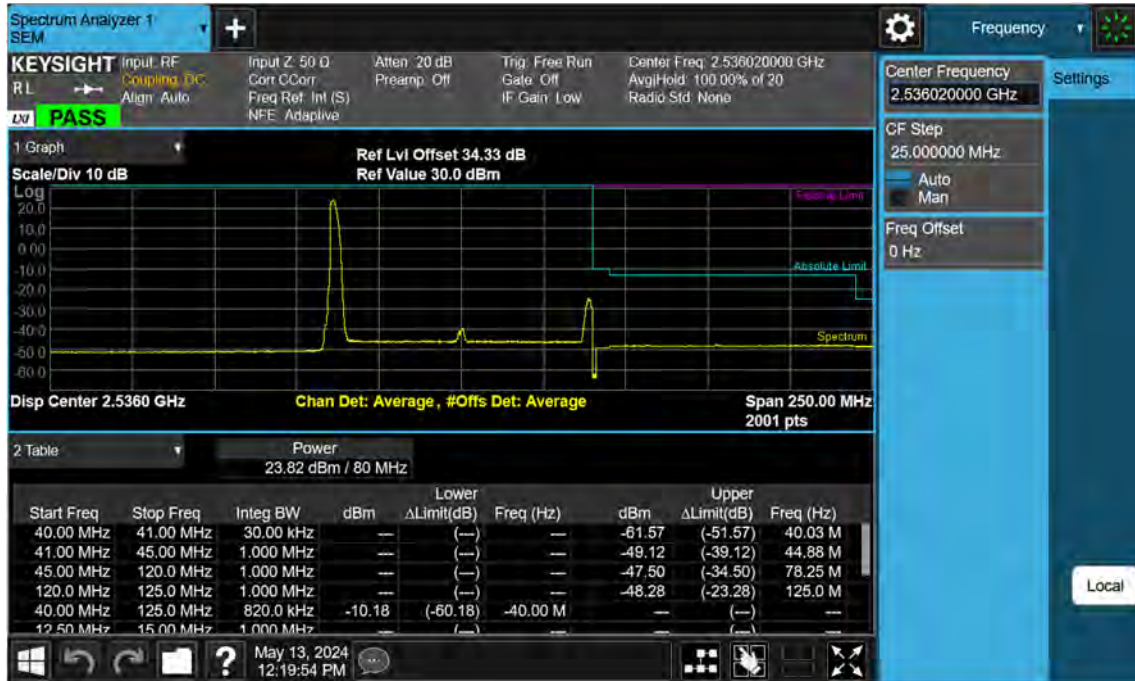 Spectrum Analyzer 1
SEM
Frequency
KEYSIGHT
RL
LXI PASS
Input: RF
Coupling: DC
Align: Auto
Input Z: 50 Ω
Corr CCorr
Freq Ref: Int (S)
NFE: Adaptive
Atten: 20 dB
Preamp: Off
Trig: Free Run
Gate: Off
IF Gain: Low
Center Freq: 2.536020000 GHz
Avg|Hold: 100.00% of 20
Radio Std: None
Center Frequency
2.536020000 GHz
Settings
CF Step
25.000000 MHz
Auto
Man
Freq Offset
0 Hz
Local
1 Graph
Scale/Div 10 dB
Ref Lvl Offset 34.33 dB
Ref Value 30.0 dBm
Log
20.0
10.0
0.00
-10.0
-20.0
-30.0
-40.0
-50.0
-60.0
Absolute Limit
Spectrum
Disp Center 2.5360 GHz
Chan Det: Average , #Offs Det: Average
Span 250.00 MHz
2001 pts
2 Table
Power
23.82 dBm / 80 MHz
Lower Upper
Start Freq Stop Freq Integ BW dBm ΔLimit(dB) Freq (Hz) dBm ΔLimit(dB) Freq (Hz)
40.00 MHz 41.00 MHz 30.00 kHz --- (---) --- -61.57 (-51.57) 40.03 M
41.00 MHz 45.00 MHz 1.000 MHz --- (---) --- -49.12 (-39.12) 44.88 M
45.00 MHz 120.0 MHz 1.000 MHz --- (---) --- -47.50 (-34.50) 78.25 M
120.0 MHz 125.0 MHz 1.000 MHz --- (---) --- -48.28 (-23.28) 125.0 M
40.00 MHz 125.0 MHz 820.0 kHz -10.18 (-60.18) -40.00 M --- (---) ---
12.50 MHz 15.00 MHz 1.000 MHz --- (---) --- --- (---) ---
May 13, 2024
12:19:54 PM